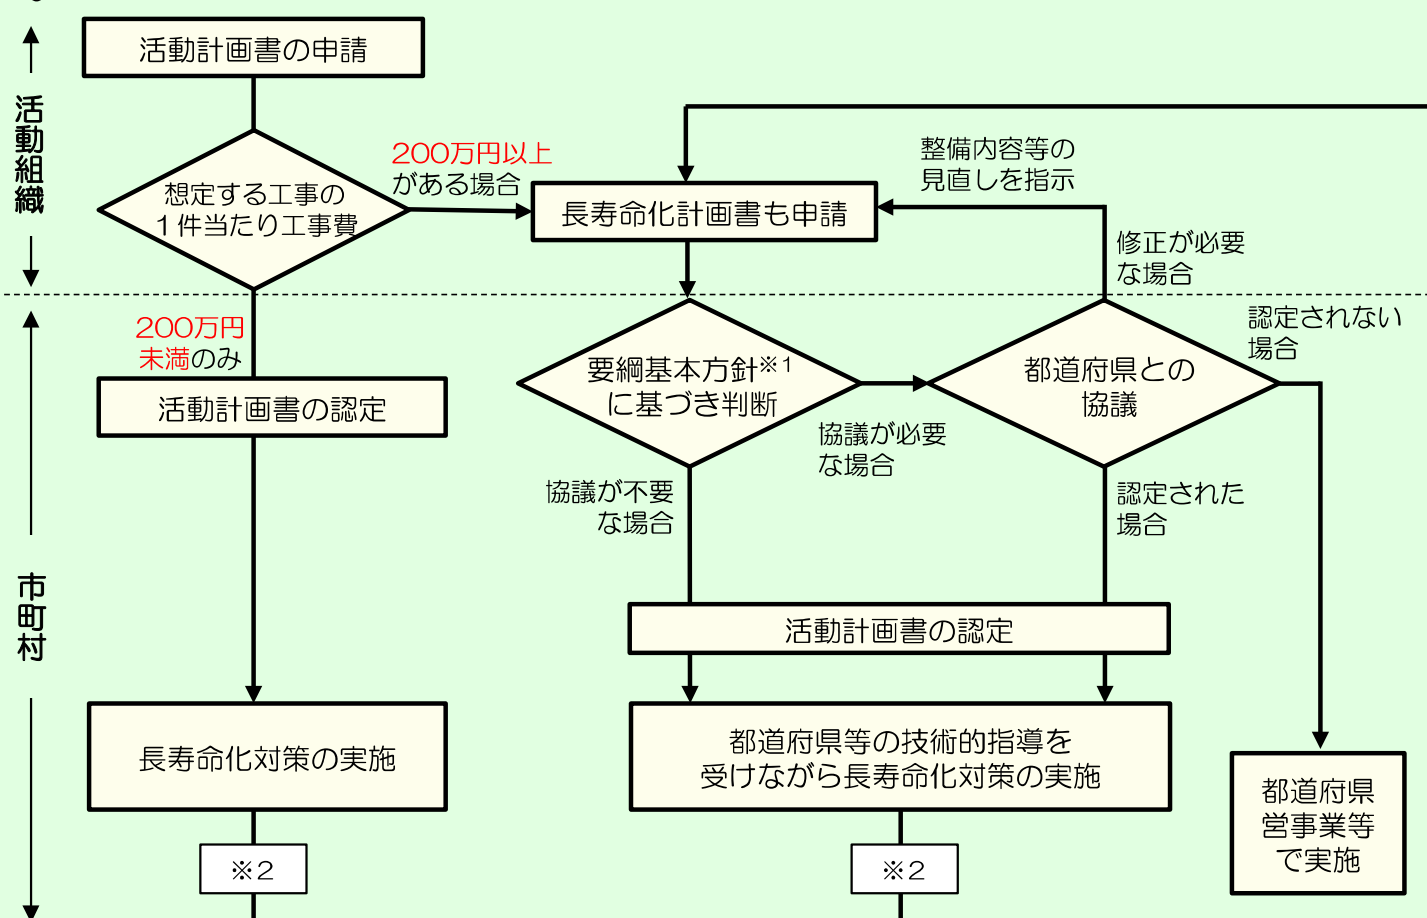 活動計画書の申請
活動組織
想定する工事の
１件当たり工事費
200万円以上
がある場合
長寿命化計画書も申請
整備内容等の
見直しを指示
修正が必要
な場合
200万円
未満のみ
活動計画書の認定
要綱基本方針※1
に基づき判断
協議が必要
な場合
都道府県との
協議
認定されない
場合
協議が不要
な場合
認定された
場合
市町村
活動計画書の認定
長寿命化対策の実施
都道府県等の技術的指導を
受けながら長寿命化対策の実施
都道府県
営事業等
で実施
※2
※2